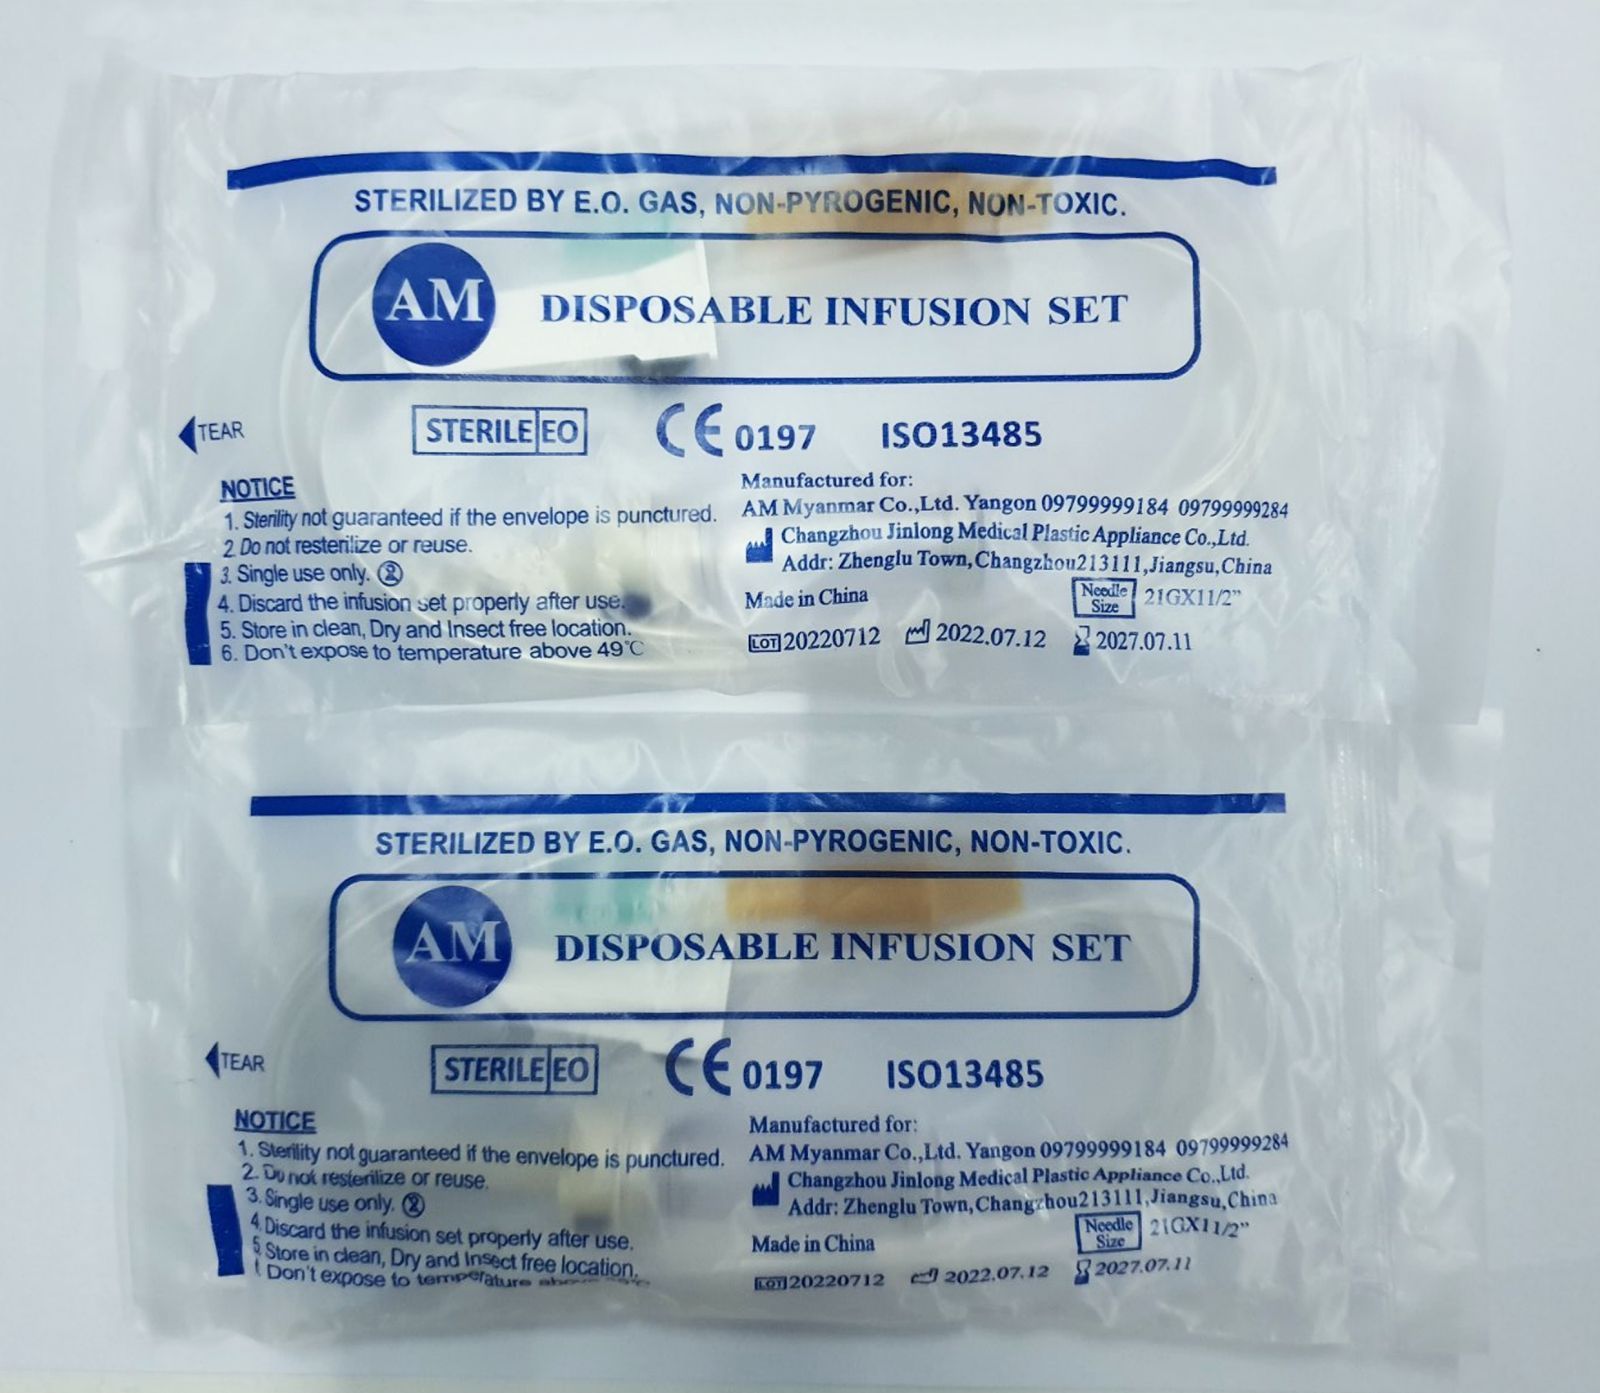 STERILIZED BY E.O. GAS, NON-PYROGENIC, NON-TOXIC.
AM DISPOSABLE INFUSION SET
TEAR
STERILE EO
CE 0197 ISO13485
NOTICE
1. Sterility not guaranteed if the envelope is punctured.
2. Do not resterilize or reuse.
3. Single use only. 2
4. Discard the infusion set properly after use.
5. Store in clean, Dry and Insect free location.
6. Don't expose to temperature above 49℃
Manufactured for:
AM Myanmar Co.,Ltd. Yangon 09799999184 09799999284
Changzhou Jinlong Medical Plastic Appliance Co.,Ltd.
Addr: Zhenglu Town,Changzhou213111,Jiangsu,China
Made in China
Needle Size 21GX11/2"
LOT 20220712 2022.07.12 2027.07.11
STERILIZED BY E.O. GAS, NON-PYROGENIC, NON-TOXIC.
AM DISPOSABLE INFUSION SET
TEAR
STERILE EO
CE 0197 ISO13485
NOTICE
1. Sterility not guaranteed if the envelope is punctured.
2. Do not resterilize or reuse.
3. Single use only. 2
4. Discard the infusion set properly after use.
5. Store in clean, Dry and Insect free location.
Don't expose to temperature above
Manufactured for:
AM Myanmar Co.,Ltd. Yangon 09799999184 09799999284
Changzhou Jinlong Medical Plastic Appliance Co.,Ltd.
Addr: Zhenglu Town,Changzhou213111,Jiangsu,China
Made in China
Needle Size 21GX11/2"
LOT 20220712 2022.07.12 2027.07.11